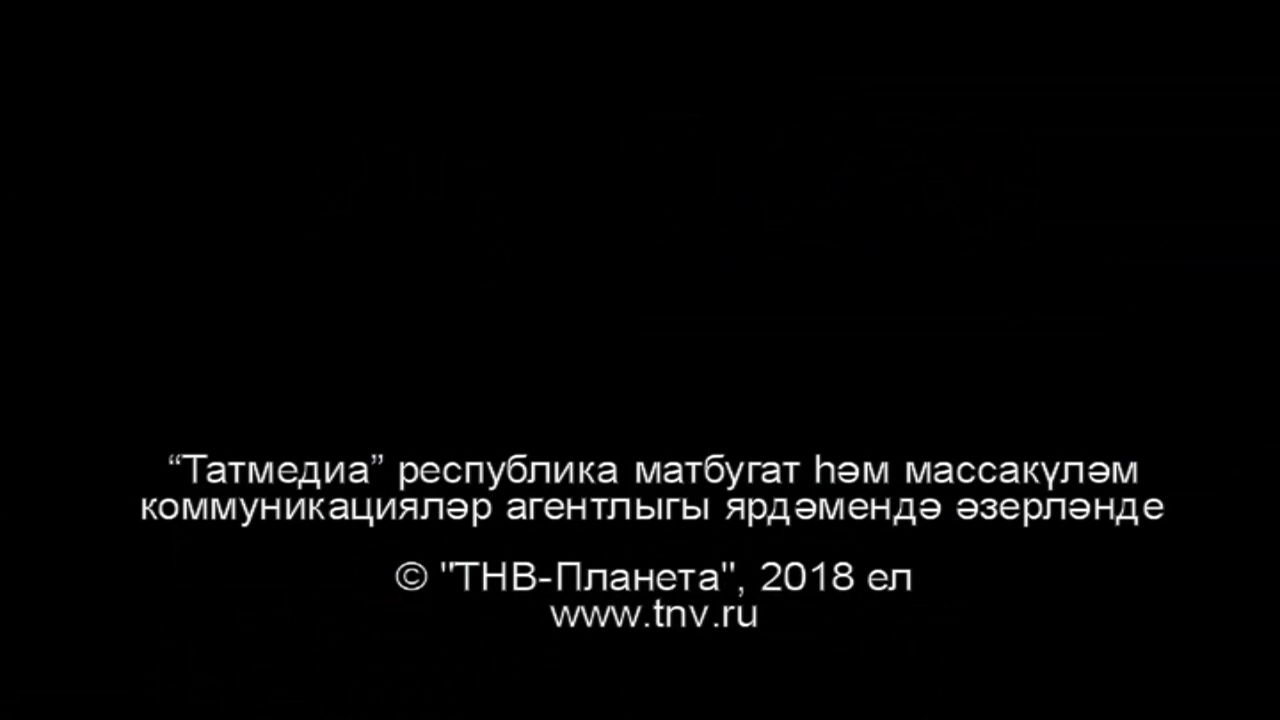 “Татмедиа” республика матбугат һәм массакүләм
коммуникацияләр агентлыгы ярдәмендә әзерләнде
© "ТНВ-Планета", 2018 ел
www.tnv.ru